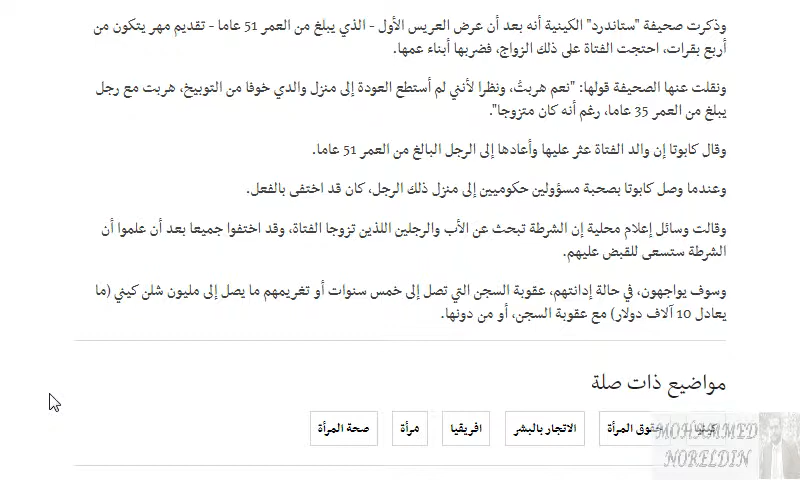 وذكرت صحيفة "ستاندرد" الكينية أنه بعد أن عرض العريس الأول - الذي يبلغ من العمر 51 عاما - تقديم مهر يتكون من
أربع بقرات، احتجت الفتاة على ذلك الزواج، فضربها أبناء عمها.
ونقلت عنها الصحيفة قولها: "نعم هربتُ، ونظرا لأنني لم أستطع العودة إلى منزل والدي خوفا من التوبيخ، هربت مع رجل
يبلغ من العمر 35 عاما، رغم أنه كان متزوجا".
وقال كابوتا إن والد الفتاة عثر عليها وأعادها إلى الرجل البالغ من العمر 51 عاما.
وعندما وصل كابوتا بصحبة مسؤولين حكوميين إلى منزل ذلك الرجل، كان قد اختفى بالفعل.
وقالت وسائل إعلام محلية إن الشرطة تبحث عن الأب والرجلين اللذين تزوجا الفتاة، وقد اختفوا جميعا بعد أن علموا أن
الشرطة ستسعى للقبض عليهم.
وسوف يواجهون، في حالة إدانتهم، عقوبة السجن التي تصل إلى خمس سنوات أو تغريمهم ما يصل إلى مليون شلن كيني (ما
يعادل 10 آلاف دولار) مع عقوبة السجن، أو من دونها.
مواضيع ذات صلة
كينيا حقوق المرأة الاتجار بالبشر افريقيا مرأة صحة المرأة
MOHAMMED
NORELDIN